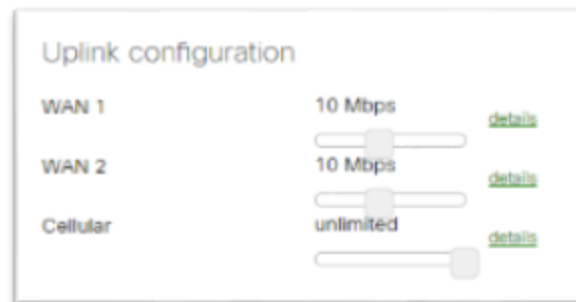 Uplink configuration
WAN 1 10 Mbps details
WAN 2 10 Mbps details
Cellular unlimited details